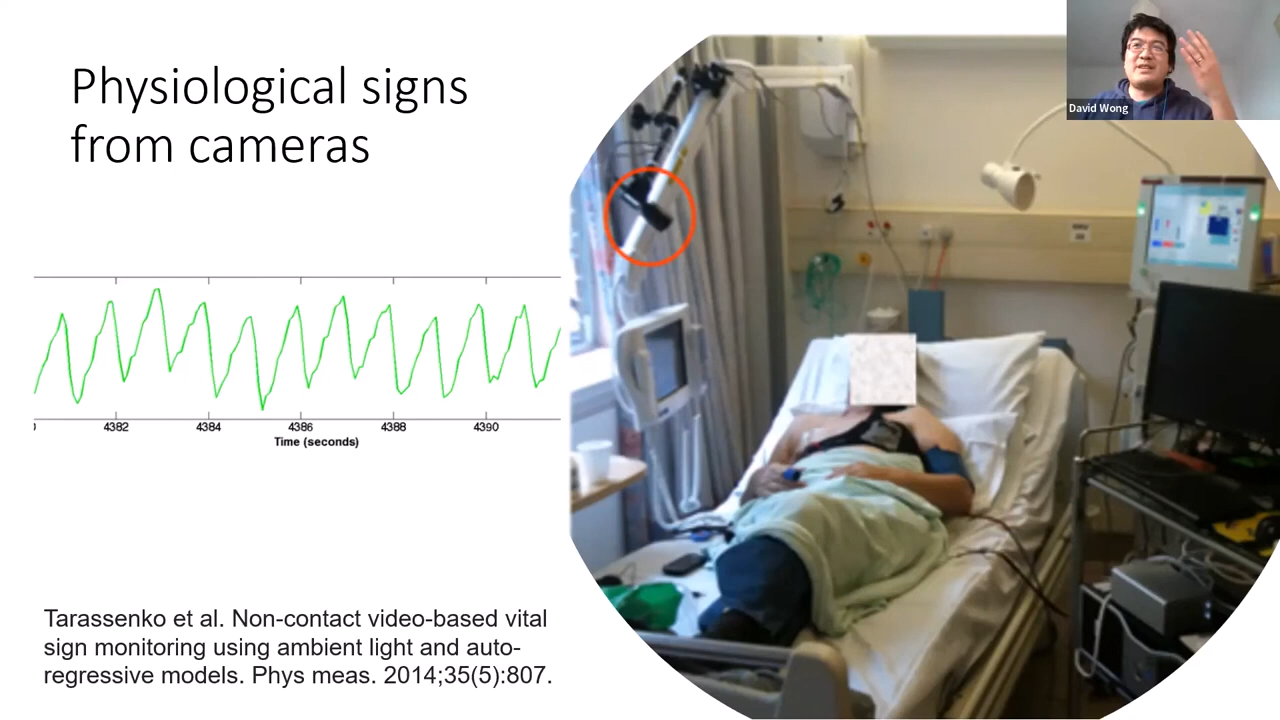 Physiological signs
from cameras
David Wong
4382
4384
4386
4388
4390
Time (seconds)
Tarassenko et al. Non-contact video-based vital
sign monitoring using ambient light and auto-
regressive models. Phys meas. 2014;35(5):807.